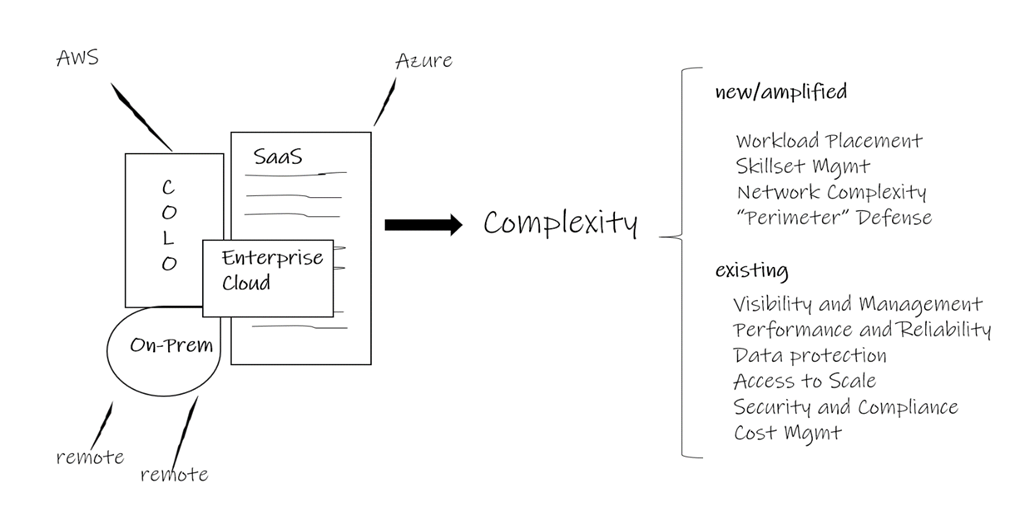 AWS
Azure
SaaS
C
O
L
O
Enterprise
Cloud
On-Prem
remote
remote
Complexity
new/amplified
Workload Placement
Skillset Mgmt
Network Complexity
“Perimeter” Defense
existing
Visibility and Management
Performance and Reliability
Data protection
Access to Scale
Security and Compliance
Cost Mgmt